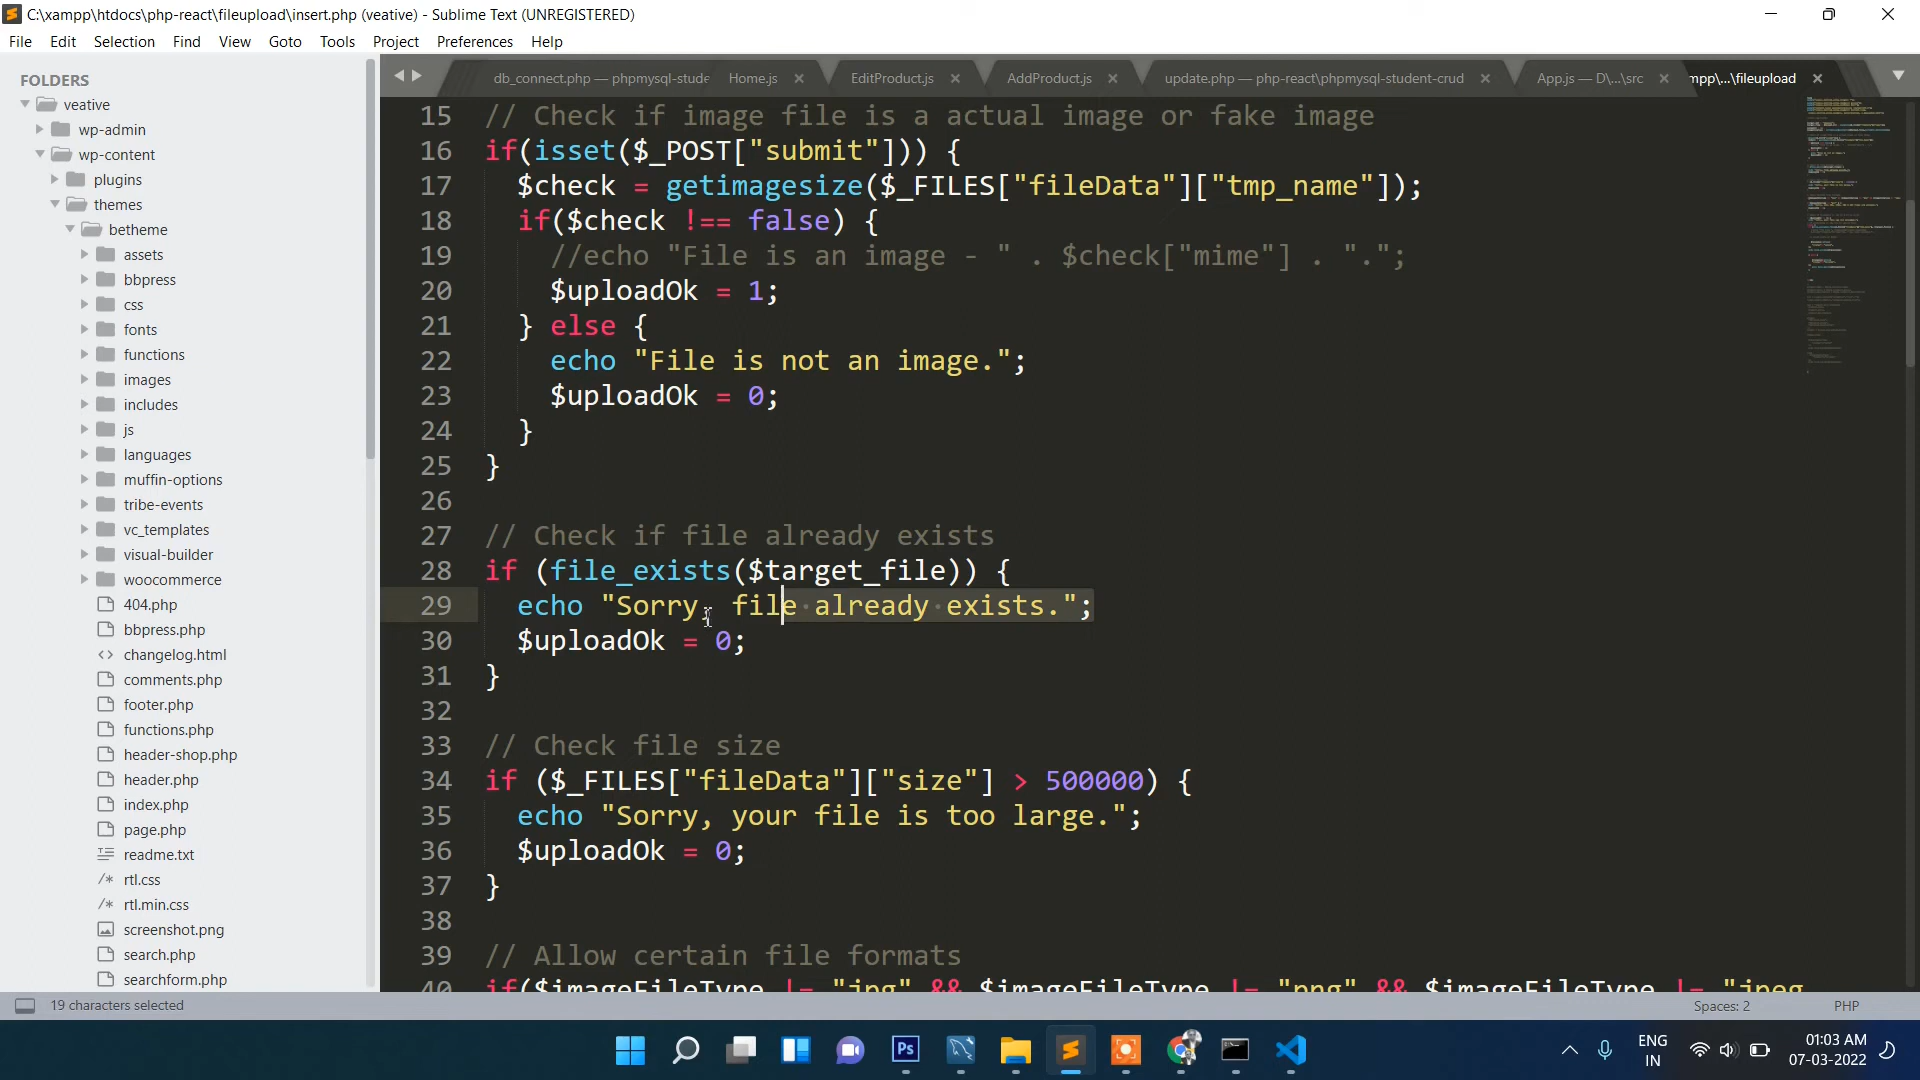 C:\xampp\htdocs\php-react\fileupload\insert.php (veative) - Sublime Text (UNREGISTERED)
File Edit Selection Find View Goto Tools Project Preferences Help
FOLDERS
veative
wp-admin
wp-content
plugins
themes
betheme
assets
bbpress
css
fonts
functions
images
includes
js
languages
muffin-options
tribe-events
vc_templates
visual-builder
woocommerce
404.php
bbpress.php
changelog.html
comments.php
footer.php
functions.php
header-shop.php
header.php
index.php
page.php
readme.txt
rtl.css
rtl.min.css
screenshot.png
search.php
searchform.php
db_connect.php — phpmysql-stude Home.js EditProduct.js AddProduct.js update.php — php-react\phpmysql-student-crud App.js — D\...\src mp\...\fileupload
15 // Check if image file is a actual image or fake image
16 if(isset($_POST["submit"])) {
17 $check = getimagesize($_FILES["fileData"]["tmp_name"]);
18 if($check !== false) {
19 //echo "File is an image - " . $check["mime"] . ".";
20 $uploadOk = 1;
21 } else {
22 echo "File is not an image.";
23 $uploadOk = 0;
24 }
25 }
26
27 // Check if file already exists
28 if (file_exists($target_file)) {
29 echo "Sorry, file already exists.";
30 $uploadOk = 0;
31 }
32
33 // Check file size
34 if ($_FILES["fileData"]["size"] > 500000) {
35 echo "Sorry, your file is too large.";
36 $uploadOk = 0;
37 }
38
39 // Allow certain file formats
40 if($imageFileType != "jpg" && $imageFileType != "png" && $imageFileType != "jpeg
19 characters selected
Spaces: 2 PHP
Ps
ENG
IN
01:03 AM
07-03-2022